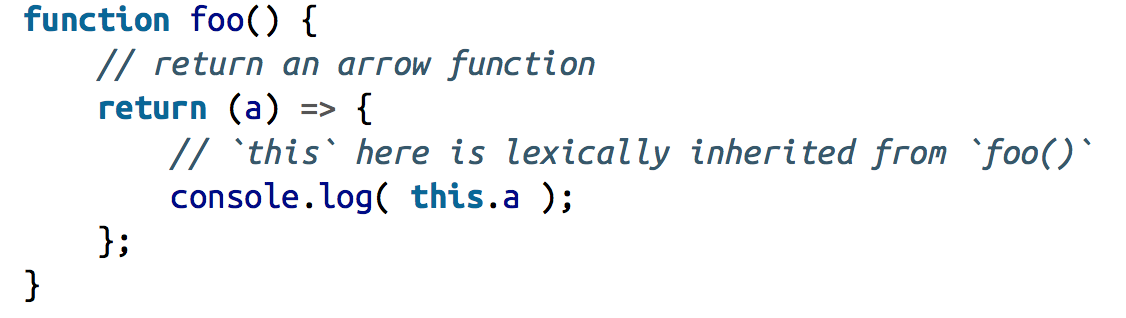 function foo() {
    // return an arrow function
    return (a) => {
        // `this` here is lexically inherited from `foo()`
        console.log( this.a );
    };
}